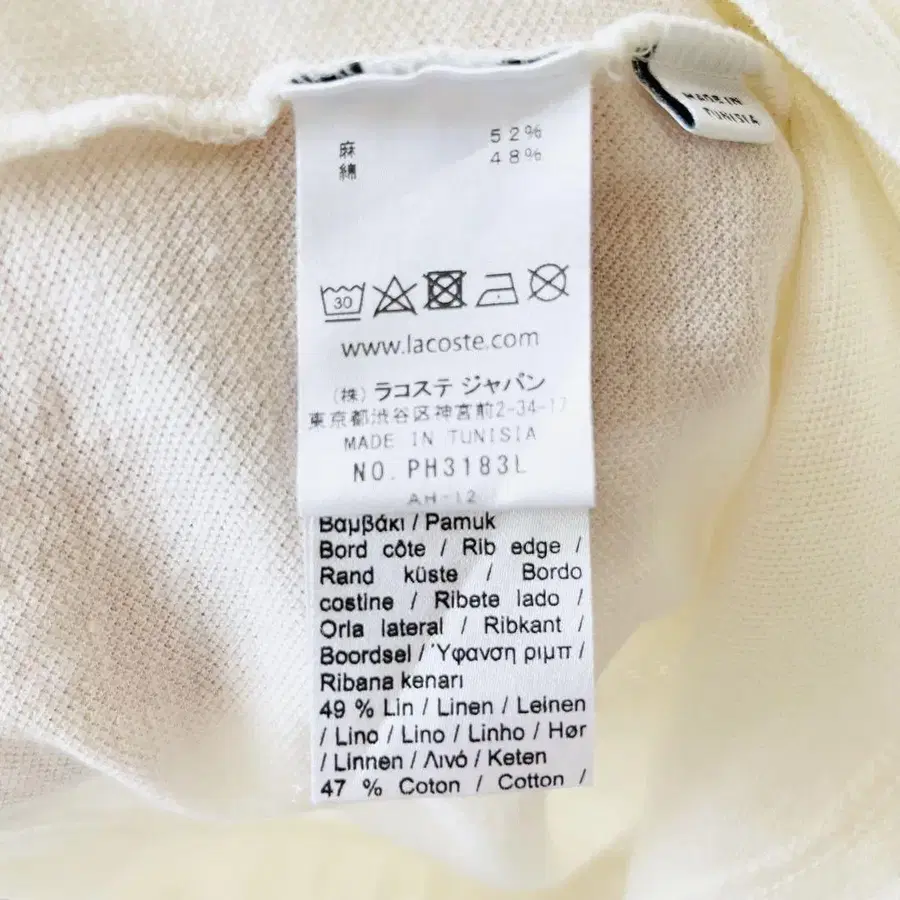 MADE IN
TUNISIA
麻 52%
綿 48%
30
www.lacoste.com
(株) ラコステ ジャパン
東京都渋谷区神宮前2-34-17
MADE IN TUNISIA
NO. PH3183L
AH-12
Βαμβάκι / Pamuk
Bord côte / Rib edge /
Rand küste / Bordo
costine / Ribete lado /
Orla lateral / Ribkant /
Boordsel / Ύφανση ριμπ /
Ribana kenarı
49 % Lin / Linen / Leinen
/ Lino / Lino / Linho / Hør
/ Linnen / Λινό / Keten
47 % Coton / Cotton /